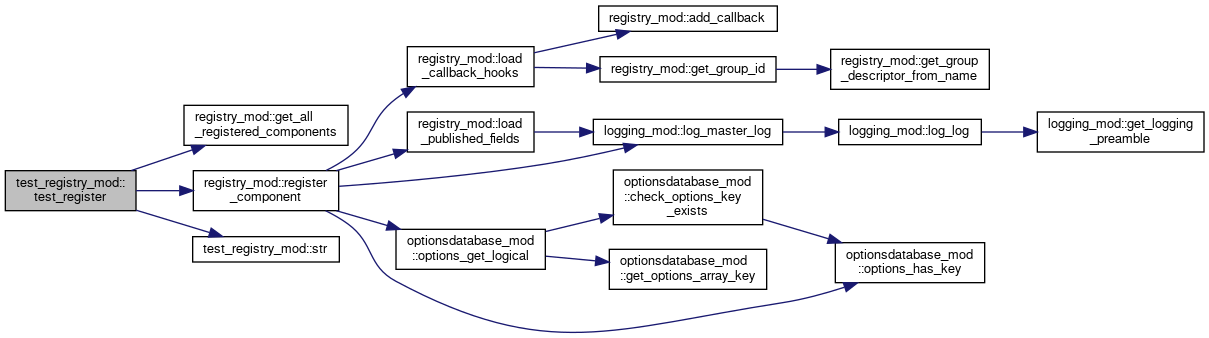 test_registry_mod::
test_register
registry_mod::get_all
_registered_components
registry_mod::register
_component
test_registry_mod::str
registry_mod::load
_callback_hooks
registry_mod::load
_published_fields
optionsdatabase_mod
::options_get_logical
registry_mod::add_callback
registry_mod::get_group_id
logging_mod::log_master_log
optionsdatabase_mod
::check_options_key
_exists
optionsdatabase_mod
::get_options_array_key
registry_mod::get_group
_descriptor_from_name
logging_mod::log_log
optionsdatabase_mod
::options_has_key
logging_mod::get_logging
_preamble